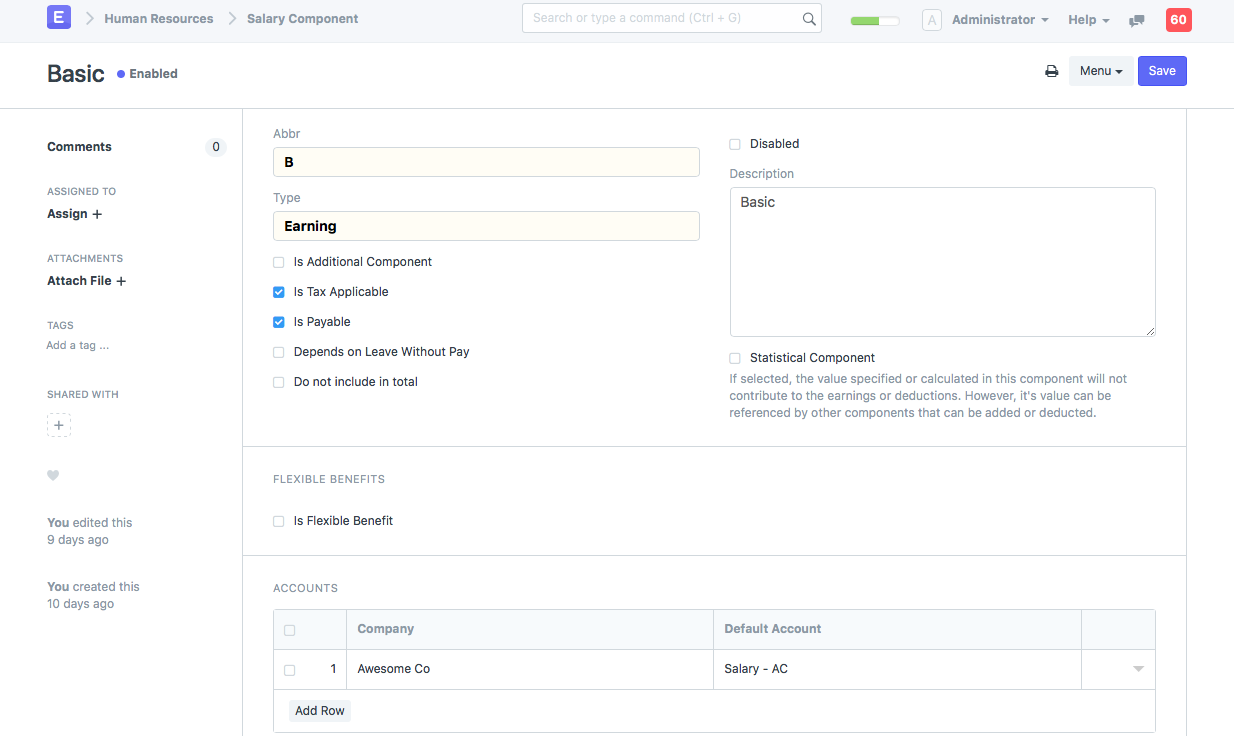 E Human Resources Salary Component Search or type a command (Ctrl + G) A Administrator Help 60
Basic Enabled Menu Save
Comments 0
ASSIGNED TO
Assign +
ATTACHMENTS
Attach File +
TAGS
Add a tag ...
SHARED WITH
+
You edited this
9 days ago
You created this
10 days ago
Abbr
B
Type
Earning
Is Additional Component
Is Tax Applicable
Is Payable
Depends on Leave Without Pay
Do not include in total
Disabled
Description
Basic
Statistical Component
If selected, the value specified or calculated in this component will not
contribute to the earnings or deductions. However, it's value can be
referenced by other components that can be added or deducted.
FLEXIBLE BENEFITS
Is Flexible Benefit
ACCOUNTS
Company Default Account
1 Awesome Co Salary - AC
Add Row